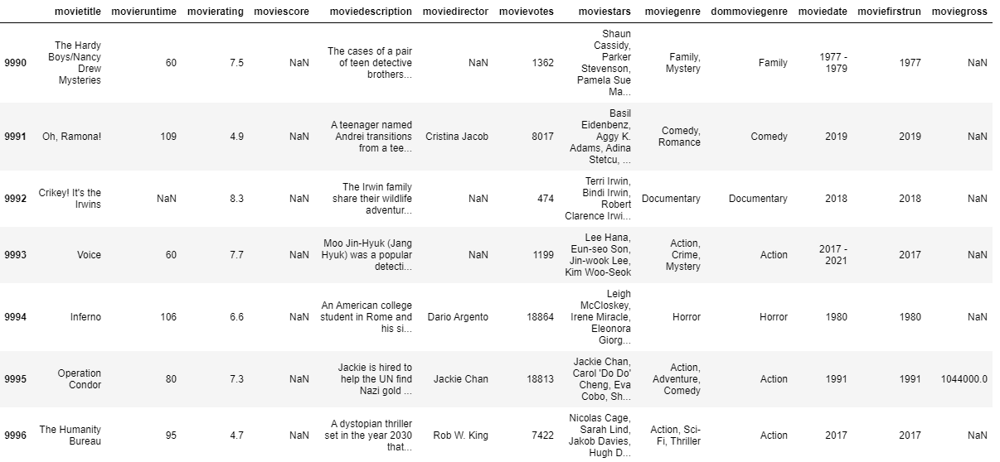 movietitle movieruntime movierating moviescore moviedescription moviedirector movievotes moviestars moviegenre dommoviegenre moviedate moviefirstrun moviegross
9990
The Hardy
Boys/Nancy
Drew
Mysteries
60
7.5
NaN
The cases of a pair
of teen detective
brothers...
NaN
1362
Shaun
Cassidy,
Parker
Stevenson,
Pamela Sue
Ma...
Family,
Mystery
Family
1977 -
1979
1977
NaN
9991
Oh, Ramona!
109
4.9
NaN
A teenager named
Andrei transitions
from a tee...
Cristina Jacob
8017
Basil
Eidenbenz,
Aggy K.
Adams, Adina
Stetcu, ...
Comedy,
Romance
Comedy
2019
2019
NaN
9992
Crikey! It's the
Irwins
NaN
8.3
NaN
The Irwin family
share their wildlife
adventur...
NaN
474
Terri Irwin,
Bindi Irwin,
Robert
Clarence Irwi...
Documentary
Documentary
2018
2018
NaN
9993
Voice
60
7.7
NaN
Moo Jin-Hyuk (Jang
Hyuk) was a popular
detecti...
NaN
1199
Lee Hana,
Eun-seo Son,
Jin-wook Lee,
Kim Woo-Seok
Action,
Crime,
Mystery
Action
2017 -
2021
2017
NaN
9994
Inferno
106
6.6
NaN
An American college
student in Rome and
his si...
Dario Argento
18864
Leigh
McCloskey,
Irene Miracle,
Eleonora
Giorg...
Horror
Horror
1980
1980
NaN
9995
Operation
Condor
80
7.3
NaN
Jackie is hired to
help the UN find
Nazi gold ...
Jackie Chan
18813
Jackie Chan,
Carol 'Do Do'
Cheng, Eva
Cobo, Sh...
Action,
Adventure,
Comedy
Action
1991
1991
1044000.0
9996
The Humanity
Bureau
95
4.7
NaN
A dystopian thriller
set in the year 2030
that...
Rob W. King
7422
Nicolas Cage,
Sarah Lind,
Jakob Davies,
Hugh D...
Action, Sci-
Fi, Thriller
Action
2017
2017
NaN